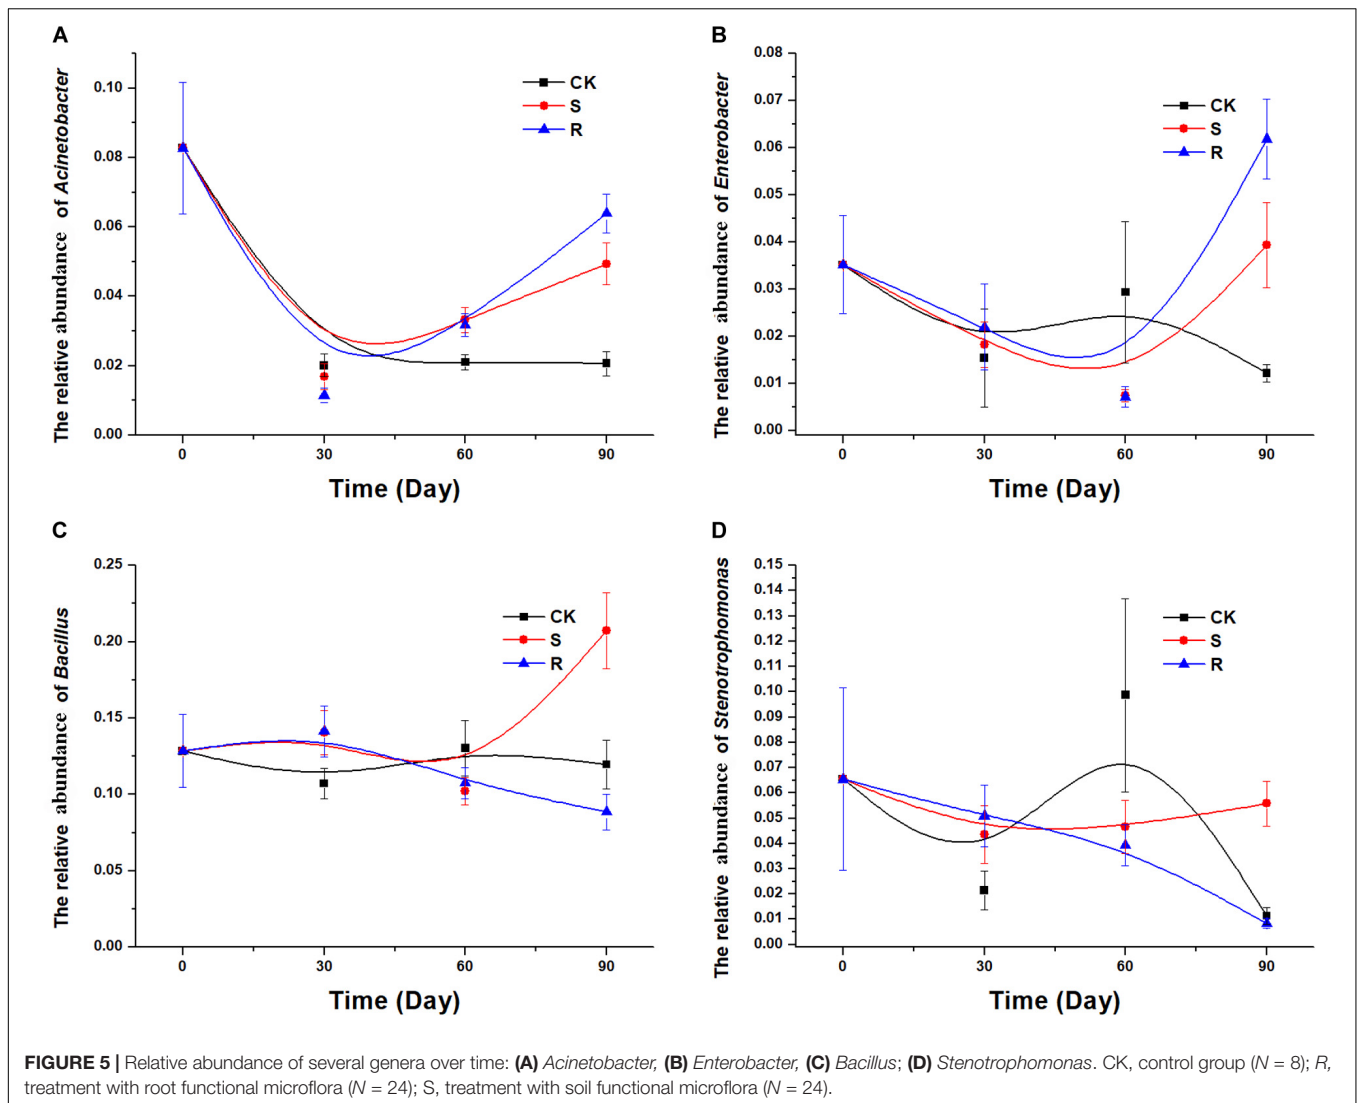 A
The relative abundance of Acinetobacter
0.10
0.08
0.06
0.04
0.02
0.00
CK
S
R
0
30
60
90
Time (Day)
B
The relative abundance of Enterobacter
0.08
0.07
0.06
0.05
0.04
0.03
0.02
0.01
0.00
CK
S
R
0
30
60
90
Time (Day)
C
The relative abundance of Bacillus
0.25
0.20
0.15
0.10
0.05
0.00
CK
S
R
0
30
60
90
Time (Day)
D
The relative abundance of Stenotrophomonas
0.15
0.14
0.13
0.12
0.11
0.10
0.09
0.08
0.07
0.06
0.05
0.04
0.03
0.02
0.01
0.00
CK
S
R
0
30
60
90
Time (Day)
FIGURE 5 | Relative abundance of several genera over time: (A) Acinetobacter, (B) Enterobacter, (C) Bacillus; (D) Stenotrophomonas. CK, control group (N = 8); R,
treatment with root functional microflora (N = 24); S, treatment with soil functional microflora (N = 24).